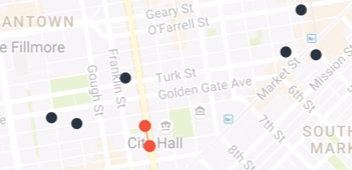 ANTOWN
Geary St
O'Farrell St
e Fillmore
Franklin St
Gough St
Turk St
Golden Gate Ave
Market St
Mission S
6th St
7th St
8th St
City Hall
SOUTH
MARK